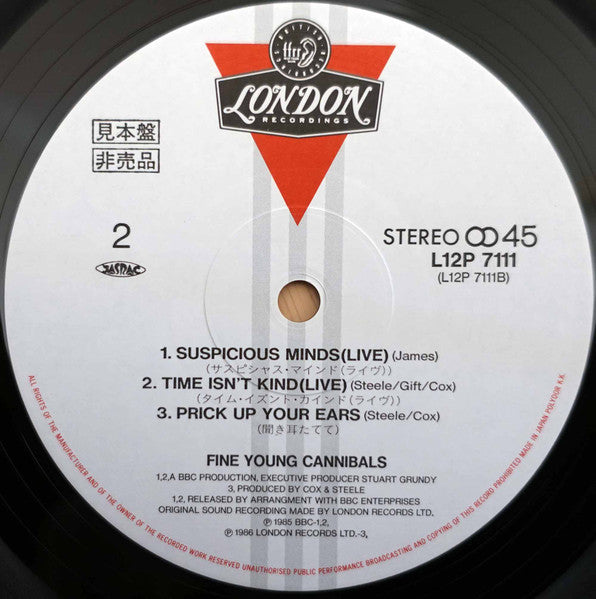 BRITISH
ffrr
LONDON
RECORDINGS
見本盤
非売品
2
JASRAC
STEREO 45
L12P 7111
(L12P 7111B)
1. SUSPICIOUS MINDS(LIVE) (James)
(サスピシャス・マインド(ライヴ))
2. TIME ISN'T KIND(LIVE) (Steele/Gift/Cox)
(タイム・イズント・カインド(ライヴ))
3. PRICK UP YOUR EARS (Steele/Cox)
(聞き耳たてて)
FINE YOUNG CANNIBALS
1,2,A BBC PRODUCTION, EXECUTIVE PRODUCER STUART GRUNDY
3, PRODUCED BY COX & STEELE
1,2, RELEASED BY ARRANGMENT WITH BBC ENTERPRISES
ORIGINAL SOUND RECORDING MADE BY LONDON RECORDS LTD.
℗ 1985 BBC-1,2,
℗ 1986 LONDON RECORDS LTD.-3,
ALL RIGHTS OF THE MANUFACTURER AND OF THE OWNER OF THE RECORDED WORK RESERVED UNAUTHORISED PUBLIC PERFORMANCE BROADCASTING AND COPYING OF THIS RECORD PROHIBITED MADE IN JAPAN POLYDOR K.K.